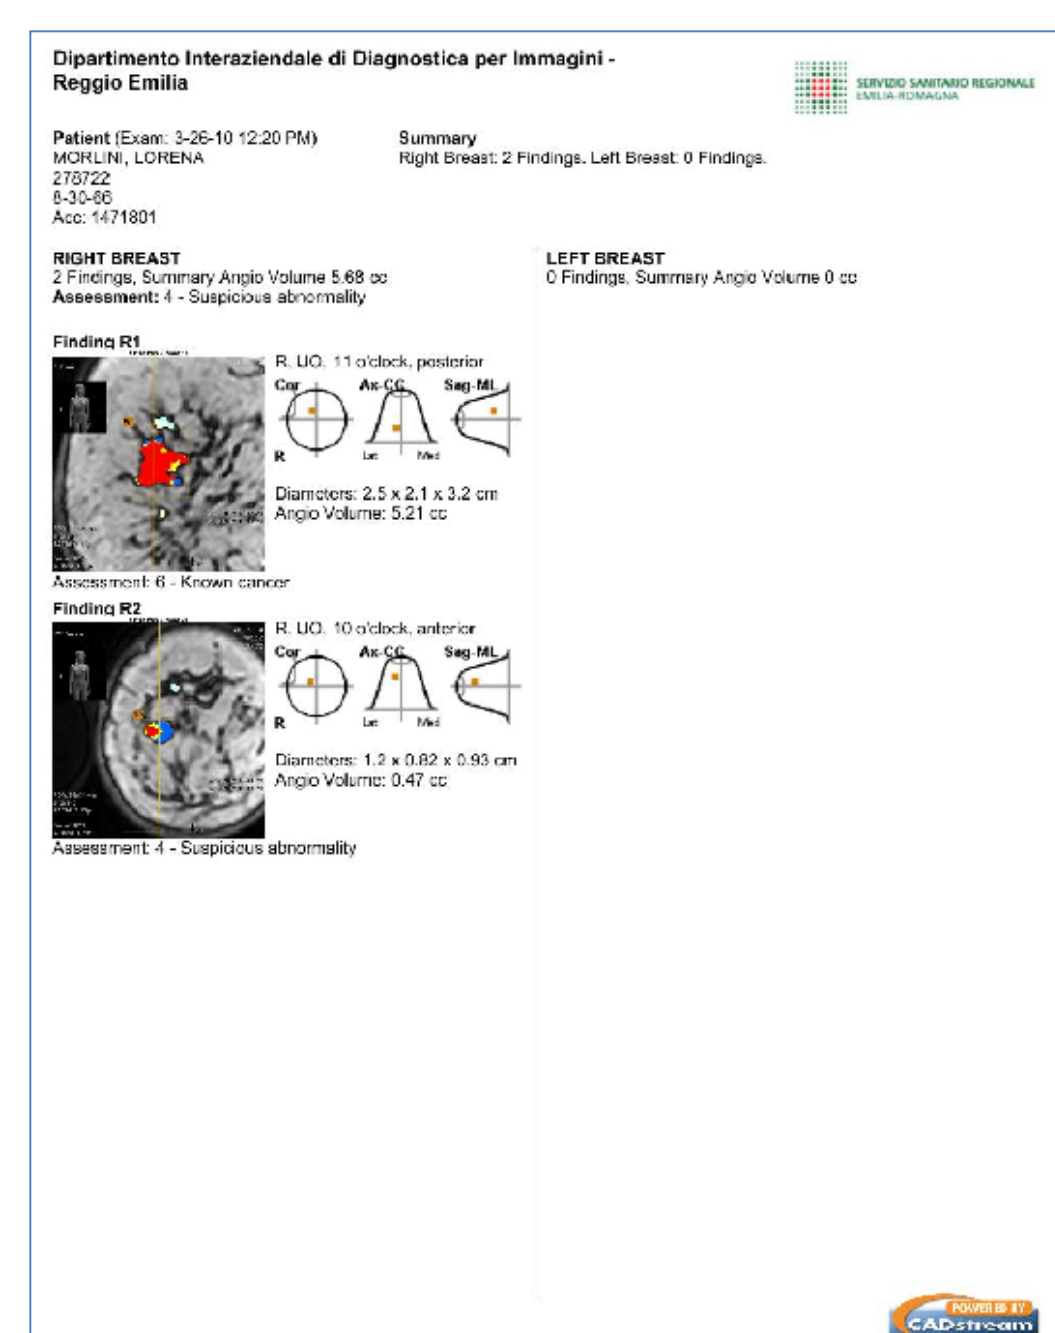 Dipartimento Interaziendale di Diagnostica per Immagini -
Reggio Emilia
SERVIZIO SANITARIO REGIONALE
EMILIA-ROMAGNA
Patient (Exam: 3-26-10 12:20 PM)
MORLINI, LORENA
278722
8-30-66
Acc: 1471801
Summary
Right Breast: 2 Findings. Left Breast: 0 Findings.
RIGHT BREAST
2 Findings, Summary Angio Volume 5.68 cc
Assessment: 4 - Suspicious abnormality
Finding R1
R, UO, 11 o'clock, posterior
Cor Ax-CC Sag-ML
R Lat Med
Diameters: 2.5 x 2.1 x 3.2 cm
Angio Volume: 5.21 cc
Assessment: 6 - Known cancer
Finding R2
R, UO, 10 o'clock, anterior
Cor Ax-CC Sag-ML
R Lat Med
Diameters: 1.2 x 0.82 x 0.93 cm
Angio Volume: 0.47 cc
Assessment: 4 - Suspicious abnormality
LEFT BREAST
0 Findings, Summary Angio Volume 0 cc
POWERED BY
CADstream